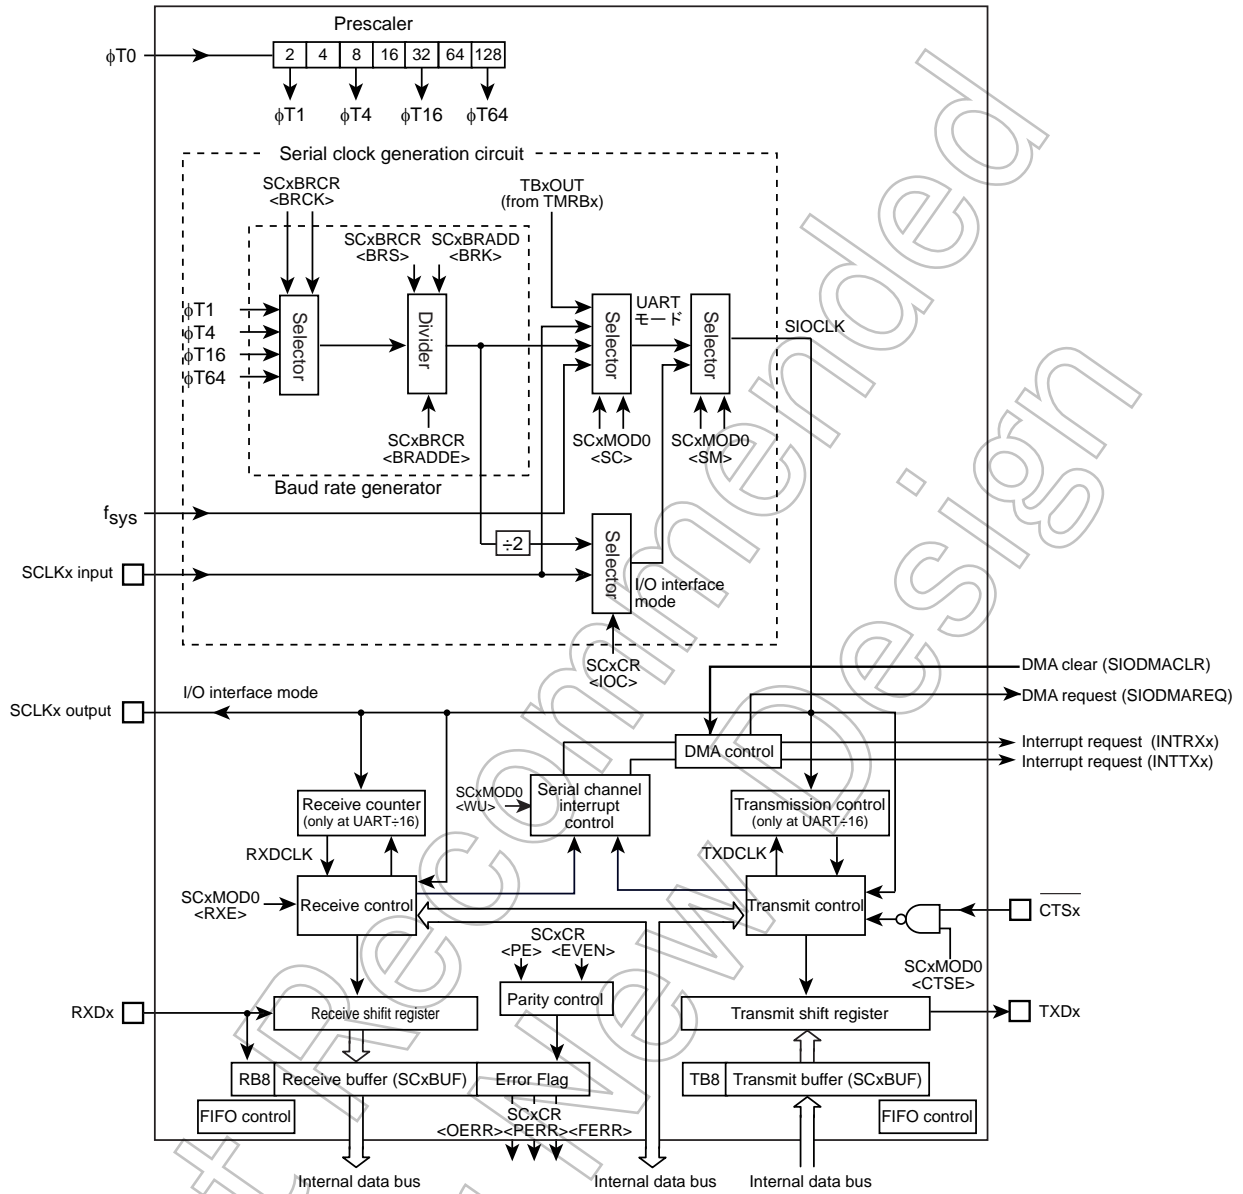 Prescaler
ϕT0
2 4 8 16 32 64 128
ϕT1 ϕT4 ϕT16 ϕT64
Serial clock generation circuit
SCxBRCR
<BRCK>
TBxOUT
(from TMRBx)
SCxBRCR
<BRS>
SCxBRADD
<BRK>
ϕT1
ϕT4
ϕT16
ϕT64
Selector
Divider
Selector
UART
モード
Selector
SIOCLK
SCxBRCR
<BRADDE>
SCxMOD0
<SC>
SCxMOD0
<SM>
Baud rate generator
fsys
÷2
Selector
SCLKx input
I/O interface
mode
SCxCR
<IOC>
DMA clear (SIODMACLR)
I/O interface mode
DMA request (SIODMAREQ)
SCLKx output
DMA control
Interrupt request (INTRXx)
Interrupt request (INTTXx)
Receive counter
(only at UART÷16)
SCxMOD0
<WU>
Serial channel
interrupt
control
Transmission control
(only at UART÷16)
RXDCLK
TXDCLK
SCxMOD0
<RXE>
Receive control
Transmit control
CTSx
SCxCR
<PE> <EVEN>
SCxMOD0
<CTSE>
Parity control
RXDx
Receive shifit register
Transmit shift register
TXDx
RB8 Receive buffer (SCxBUF) Error Flag
TB8 Transmit buffer (SCxBUF)
FIFO control
SCxCR
<OERR><PERR><FERR>
FIFO control
Internal data bus
Internal data bus
Internal data bus
Recommended
New Design